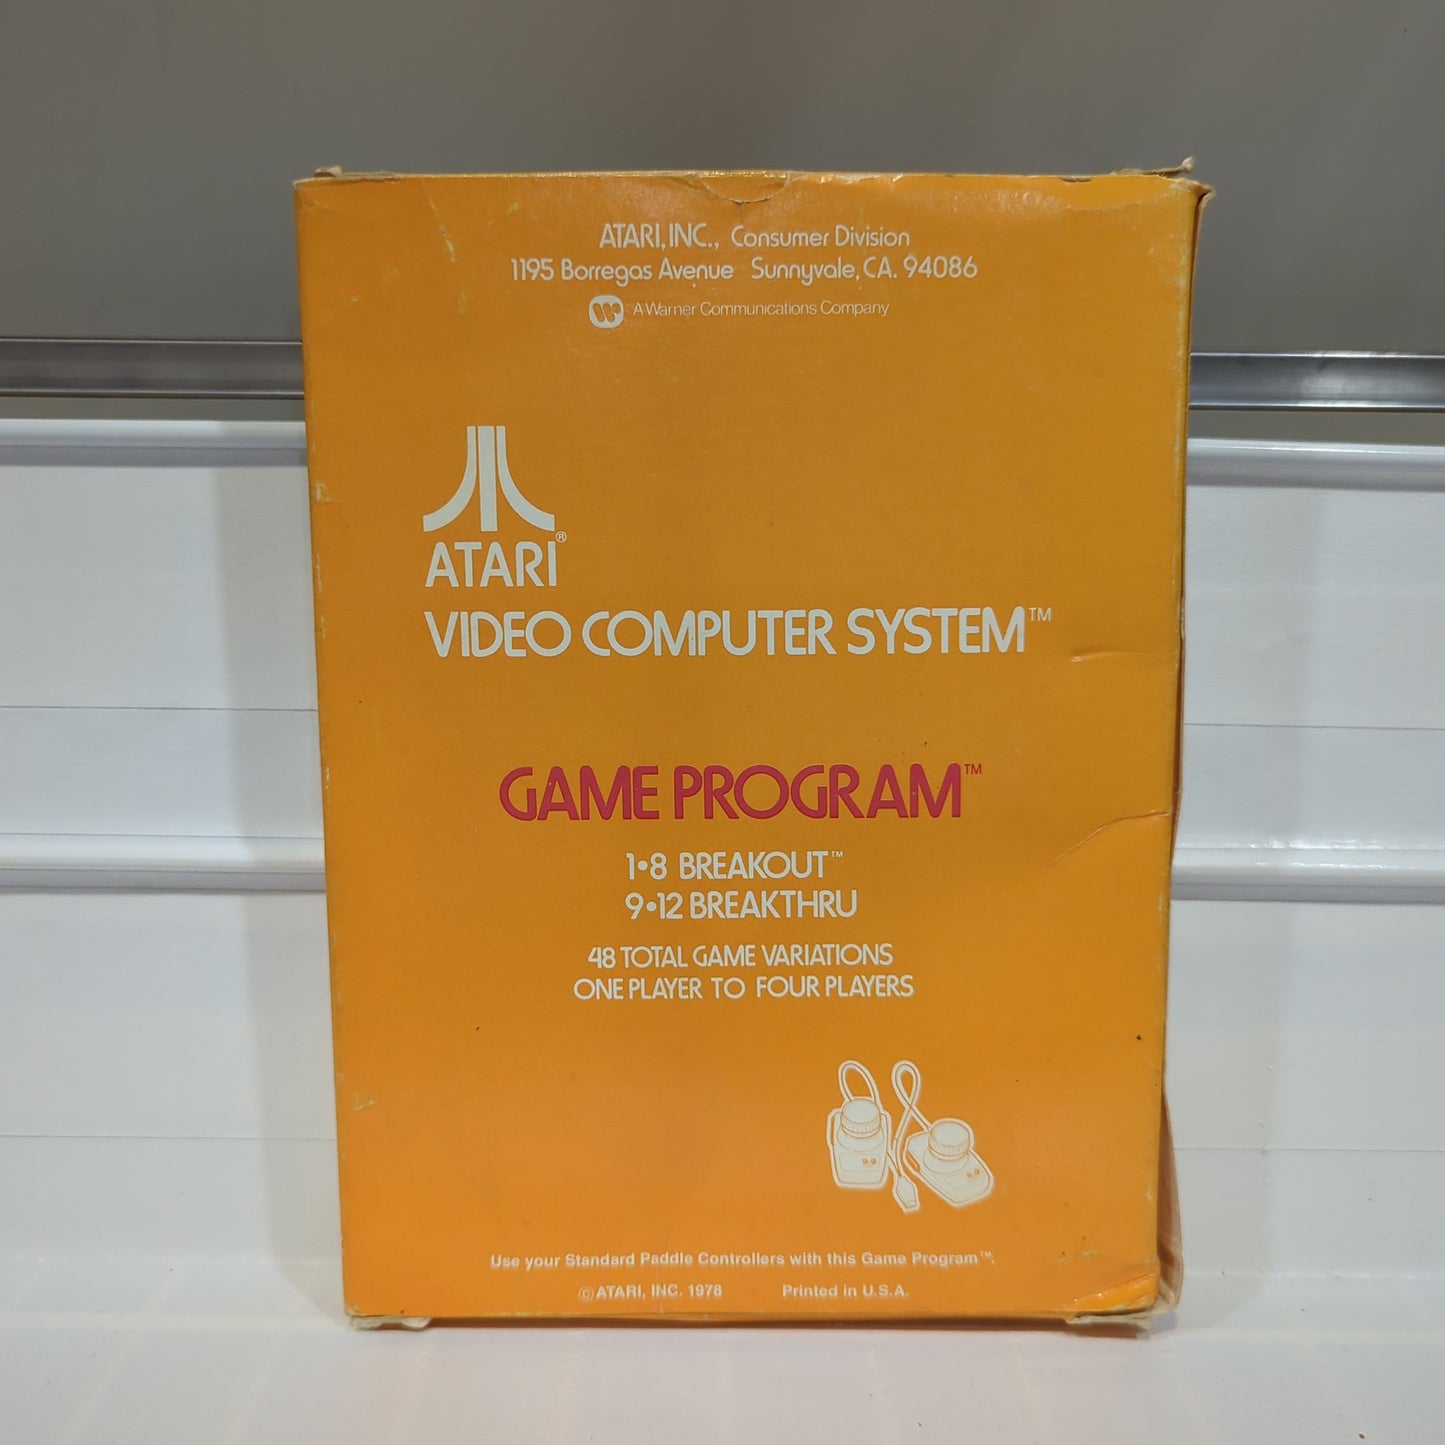 ATARI, INC., Consumer Division
1195 Borregas Avenue Sunnyvale, CA. 94086
A Warner Communications Company
ATARI®
VIDEO COMPUTER SYSTEM™
GAME PROGRAM™
1•8 BREAKOUT™
9•12 BREAKTHRU
48 TOTAL GAME VARIATIONS
ONE PLAYER TO FOUR PLAYERS
Use your Standard Paddle Controllers with this Game Program™.
© ATARI, INC. 1978 Printed in U.S.A.